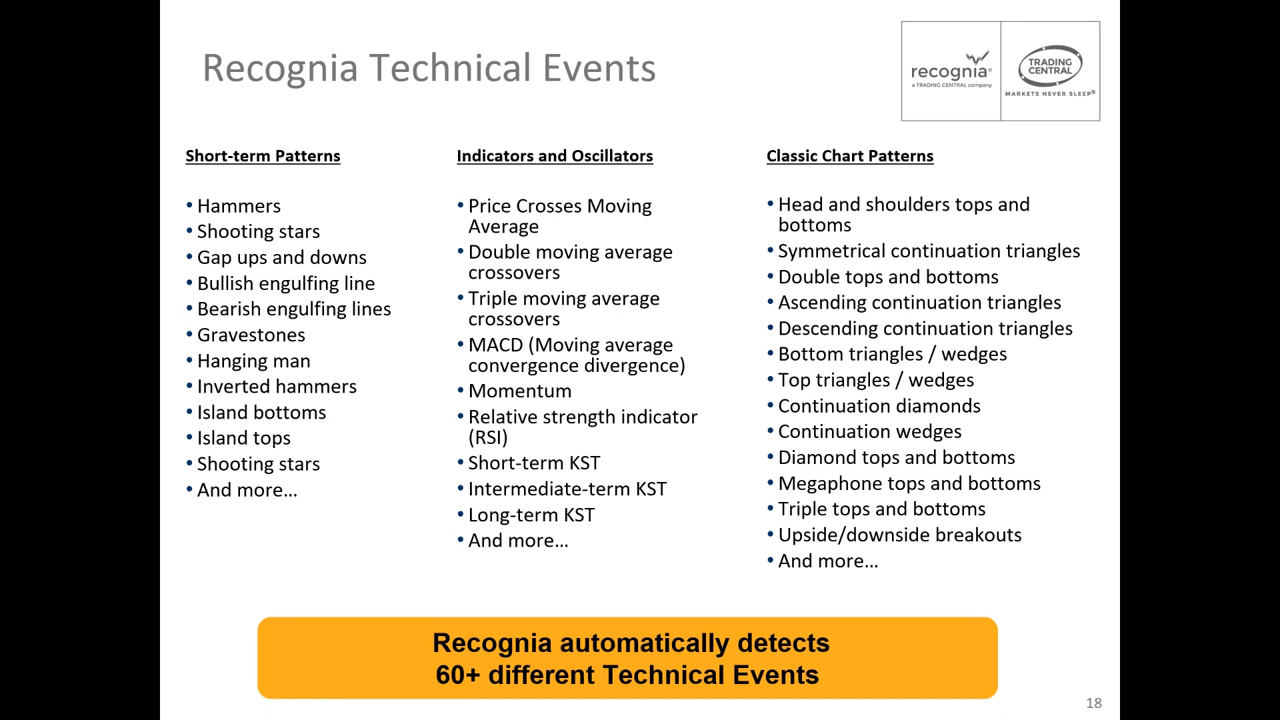 Recognia Technical Events
recognia®
a TRADING CENTRAL company
TRADING
CENTRAL
MARKETS NEVER SLEEP®
Short-term Patterns
• Hammers
• Shooting stars
• Gap ups and downs
• Bullish engulfing line
• Bearish engulfing lines
• Gravestones
• Hanging man
• Inverted hammers
• Island bottoms
• Island tops
• Shooting stars
• And more…
Indicators and Oscillators
• Price Crosses Moving
Average
• Double moving average
crossovers
• Triple moving average
crossovers
• MACD (Moving average
convergence divergence)
• Momentum
• Relative strength indicator
(RSI)
• Short-term KST
• Intermediate-term KST
• Long-term KST
• And more…
Classic Chart Patterns
• Head and shoulders tops and
bottoms
• Symmetrical continuation triangles
• Double tops and bottoms
• Ascending continuation triangles
• Descending continuation triangles
• Bottom triangles / wedges
• Top triangles / wedges
• Continuation diamonds
• Continuation wedges
• Diamond tops and bottoms
• Megaphone tops and bottoms
• Triple tops and bottoms
• Upside/downside breakouts
• And more…
Recognia automatically detects
60+ different Technical Events
18